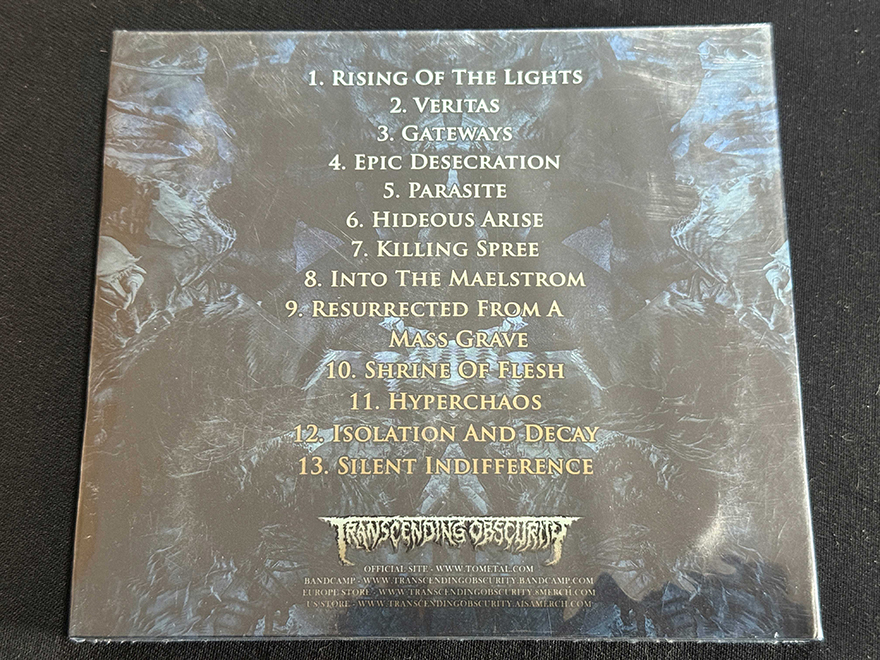 1. Rising Of The Lights
2. Veritas
3. Gateways
4. Epic Desecration
5. Parasite
6. Hideous Arise
7. Killing Spree
8. Into The Maelstrom
9. Resurrected From A
Mass Grave
10. Shrine Of Flesh
11. Hyperchaos
12. Isolation And Decay
13. Silent Indifference
TRANSCENDING OBSCURITY
OFFICIAL SITE - WWW.TOMETAL.COM
BANDCAMP - WWW.TRANSCENDINGOBSCURITY.BANDCAMP.COM
EUROPE STORE - WWW.TRANSCENDINGOBSCURITY.8MERCH.COM
US STORE - WWW.TRANSCENDINGOBSCURITY.AISAMERCH.COM